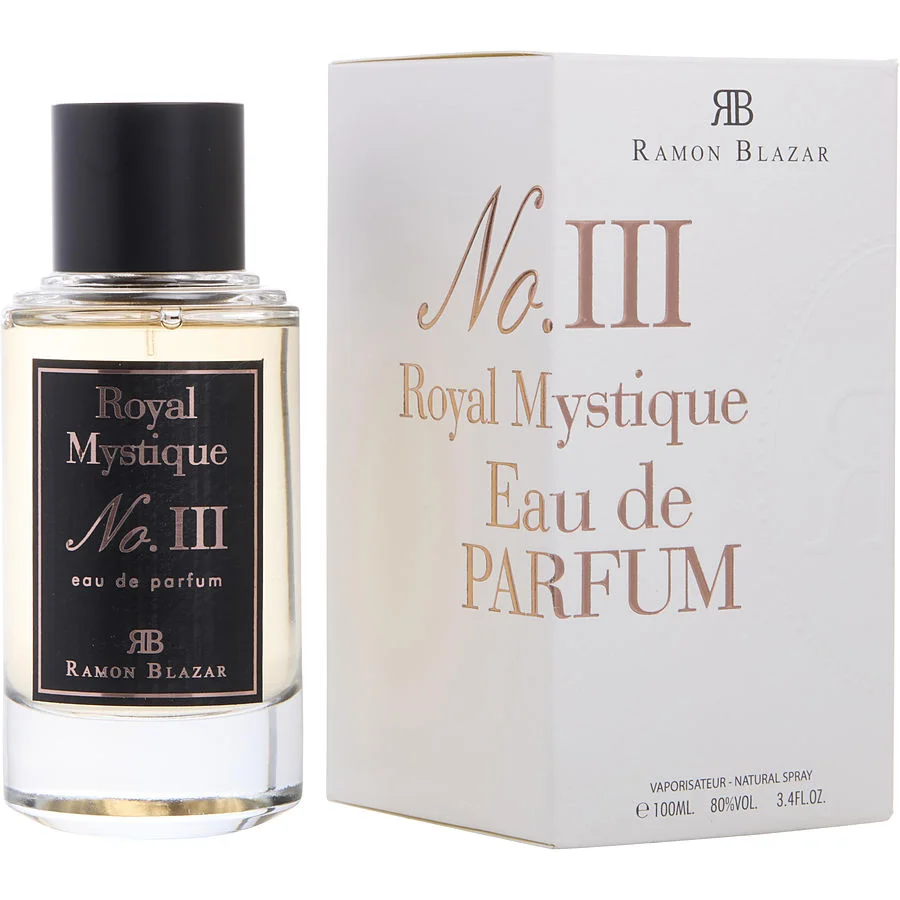 Royal
Mystique
No. III
eau de parfum
RB
RAMON BLAZAR
RB
RAMON BLAZAR
No. III
Royal Mystique
Eau de
PARFUM
VAPORISATEUR - NATURAL SPRAY
℮ 100ML. 80%VOL. 3.4FL.OZ.